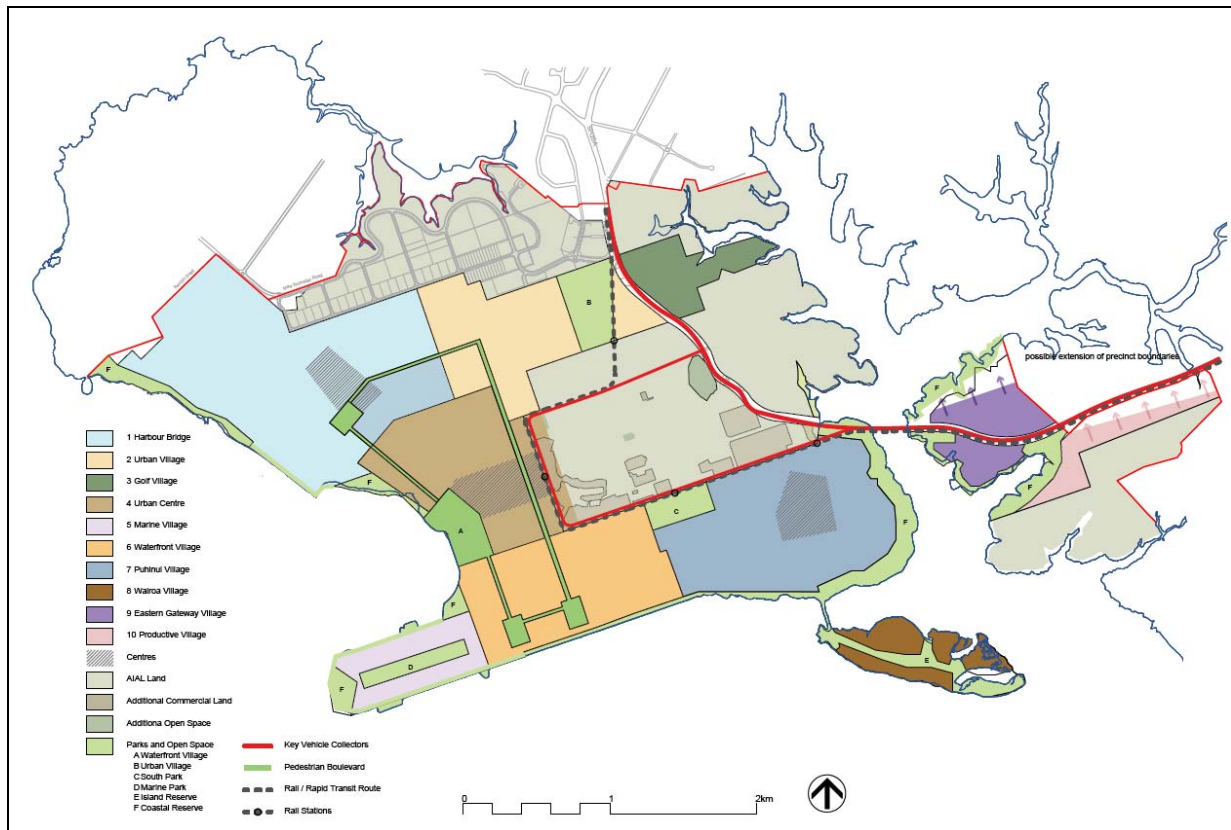 possible extension of precinct boundaries
B
F
F
A
C
F
F
F
F
D
F
E
1 Harbour Bridge
2 Urban Village
3 Golf Village
4 Urban Centre
5 Marine Village
6 Waterfront Village
7 Puhinui Village
8 Wairoa Village
9 Eastern Gateway Village
10 Productive Village
Centres
AIAL Land
Additional Commercial Land
Additiona Open Space
Parks and Open Space
A Waterfront Village
B Urban Village
C South Park
D Marine Park
E Island Reserve
F Coastal Reserve
Key Vehicle Collectors
Pedestrian Boulevard
Rail / Rapid Transit Route
Rail Stations
0 1 2km